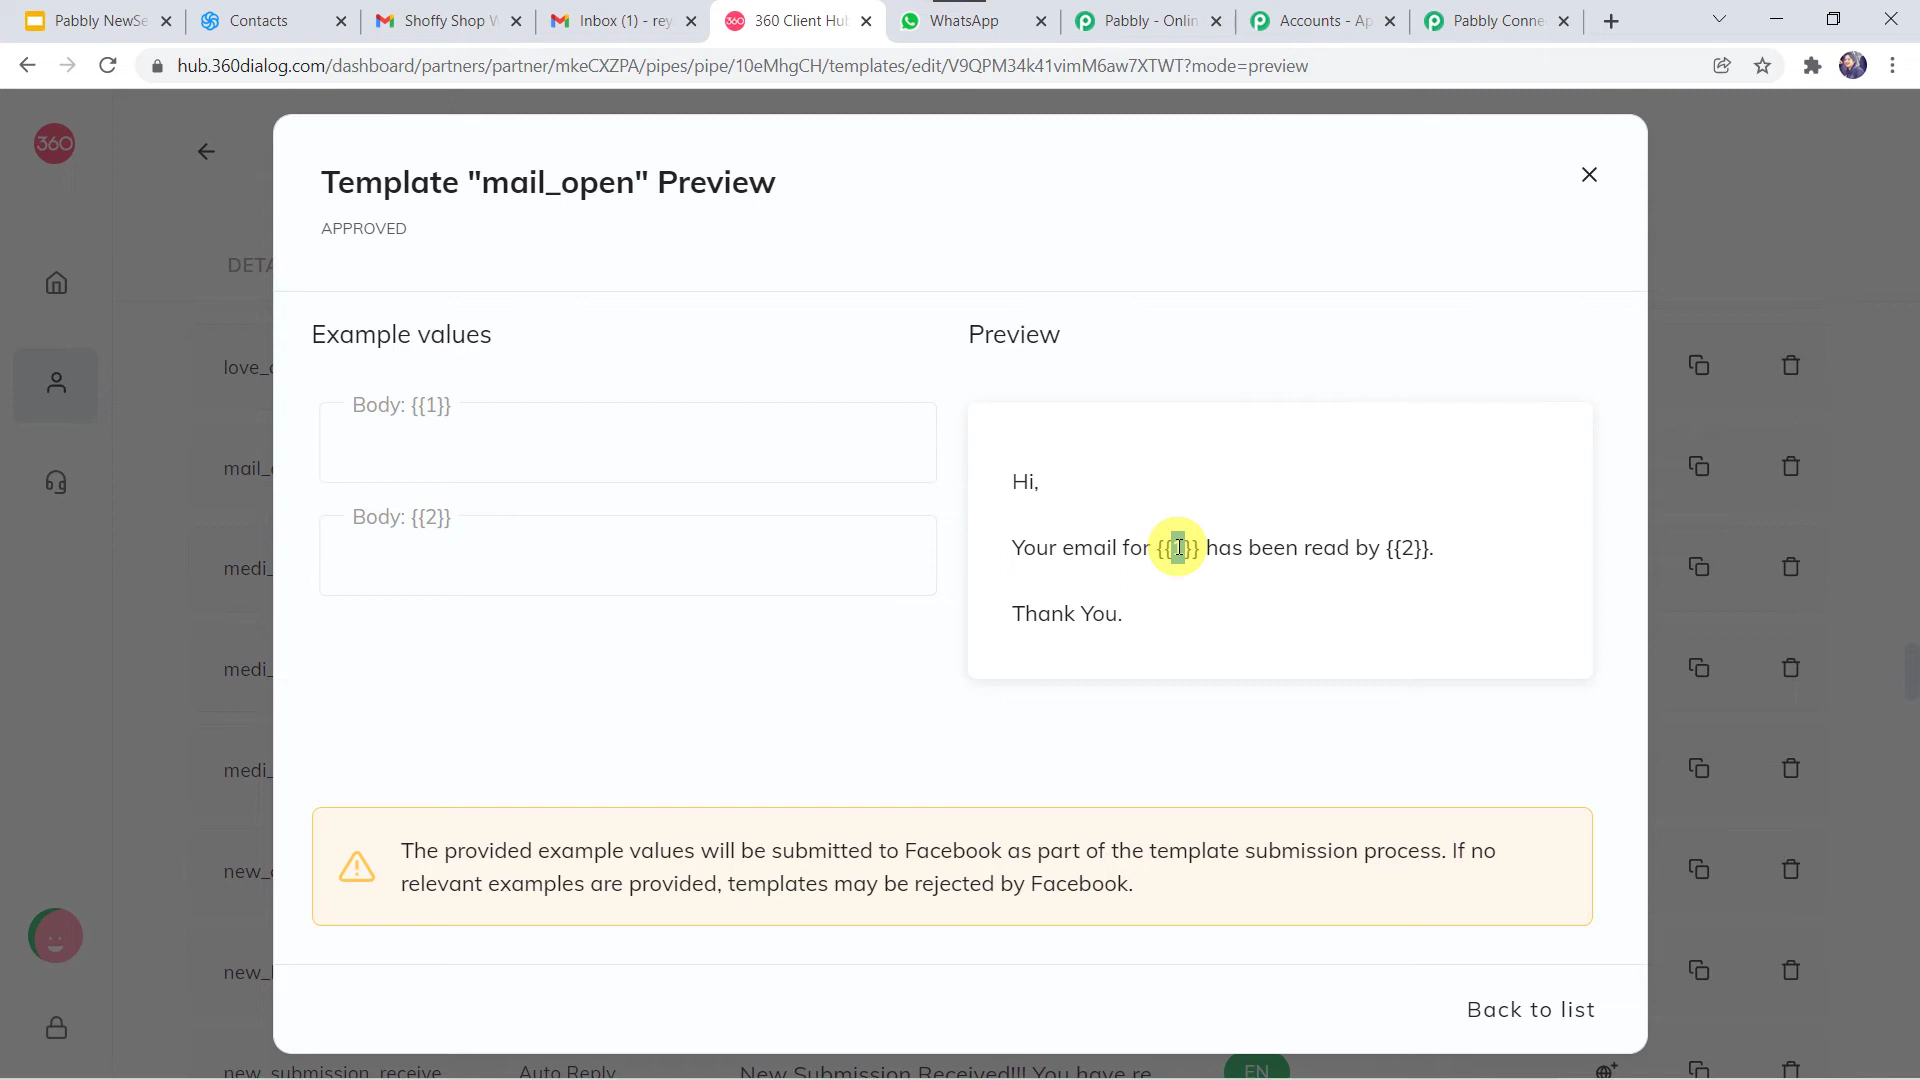 Pabbly NewSe
Contacts
Shoffy Shop W
Inbox (1) - rey
360 Client Hu
WhatsApp
Pabbly - Onlin
Accounts - Ap
Pabbly Conne
hub.360dialog.com/dashboard/partners/partner/mkeCXZPA/pipes/pipe/10eMhgCH/templates/edit/V9QPM34k41vimM6aw7XTWT?mode=preview
360
Template "mail_open" Preview
APPROVED
DETA
Example values
Preview
love_
Body: {{1}}
mail_
Hi,
Body: {{2}}
Your email for {{1}} has been read by {{2}}.
medi_
Thank You.
medi_
medi_
The provided example values will be submitted to Facebook as part of the template submission process. If no
relevant examples are provided, templates may be rejected by Facebook.
new_
new_
Back to list
new_submission_receive
Auto Reply
New Submission Received!!! You have re
EN